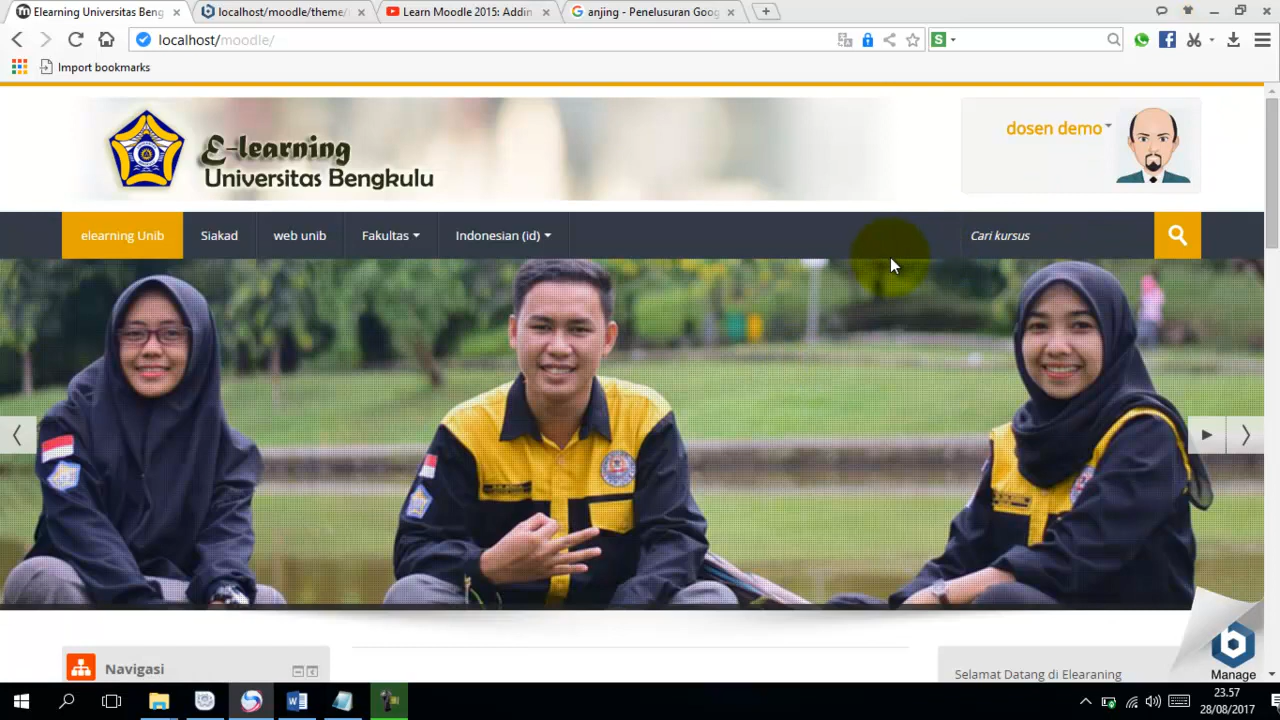 Elearning Universitas Beng
localhost/moodle/theme/
Learn Moodle 2015: Addin
anjing - Penelusuran Goog
localhost/moodle/
S
Import bookmarks
E-learning
Universitas Bengkulu
dosen demo
elearning Unib
Siakad
web unib
Fakultas
Indonesian (id)
Cari kursus
Navigasi
Selamat Datang di Elearaning
Manage
23.57
28/08/2017